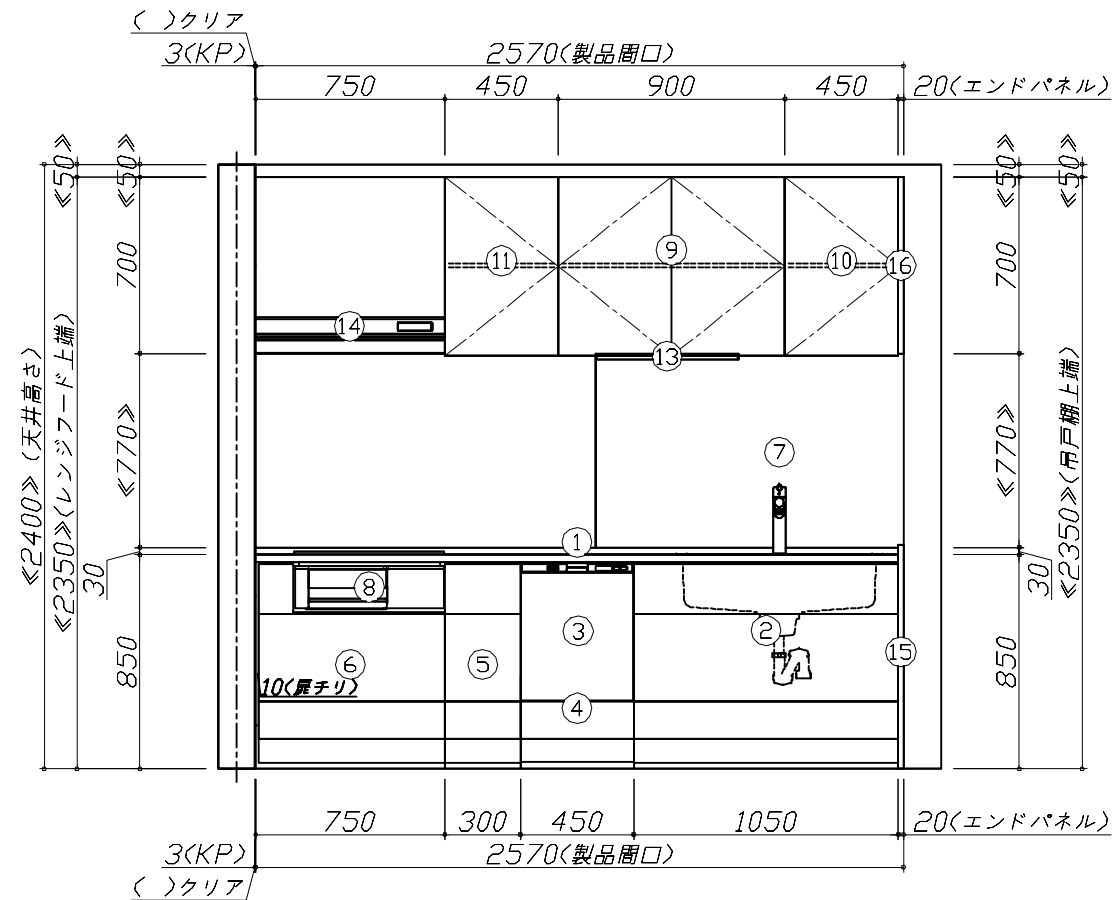 ( )クリア
3(KP)
2570(製品間口)
750
450
900
450
20(エンドパネル)
≪50≫
≪50≫
≪50≫
≪50≫
700
700
11
9
10
16
14
13
≪2400≫(天井高さ)
≪2350≫(レンジフード上端)
≪770≫
≪770≫
≪2350≫(吊戸棚上端)
7
1
30
30
8
3
2
850
850
6
5
15
10(扉チリ)
4
750
300
450
1050
20(エンドパネル)
3(KP)
2570(製品間口)
( )クリア